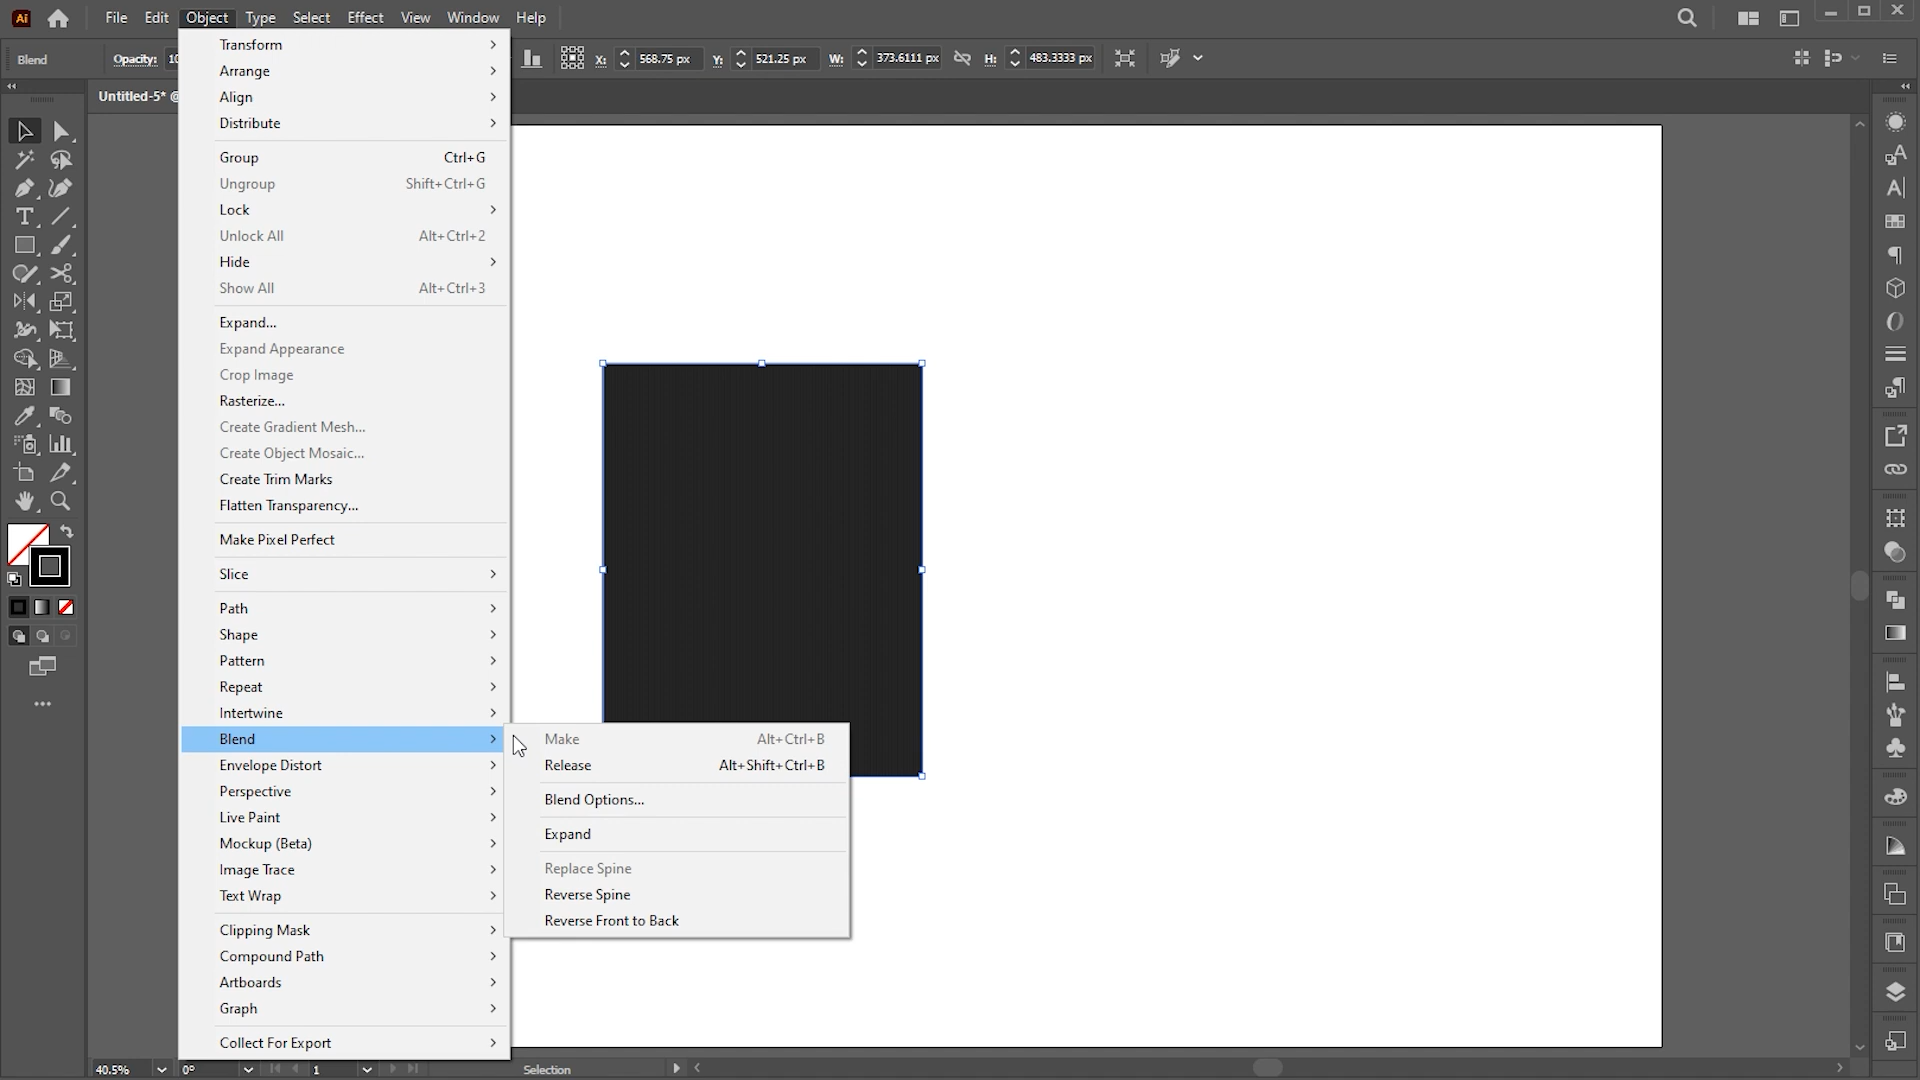 Ai
File Edit Object Type Select Effect View Window Help
Blend
Opacity: 10
X: 568.75 px Y: 521.25 px W: 373.6111 px H: 483.3333 px
Untitled-5* @
Transform
Arrange
Align
Distribute
Group Ctrl+G
Ungroup Shift+Ctrl+G
Lock
Unlock All Alt+Ctrl+2
Hide
Show All Alt+Ctrl+3
Expand...
Expand Appearance
Crop Image
Rasterize...
Create Gradient Mesh...
Create Object Mosaic...
Create Trim Marks
Flatten Transparency...
Make Pixel Perfect
Slice
Path
Shape
Pattern
Repeat
Intertwine
Blend
Envelope Distort
Perspective
Live Paint
Mockup (Beta)
Image Trace
Text Wrap
Clipping Mask
Compound Path
Artboards
Graph
Collect For Export
Make Alt+Ctrl+B
Release Alt+Shift+Ctrl+B
Blend Options...
Expand
Replace Spine
Reverse Spine
Reverse Front to Back
40.5% 0° 1 Selection